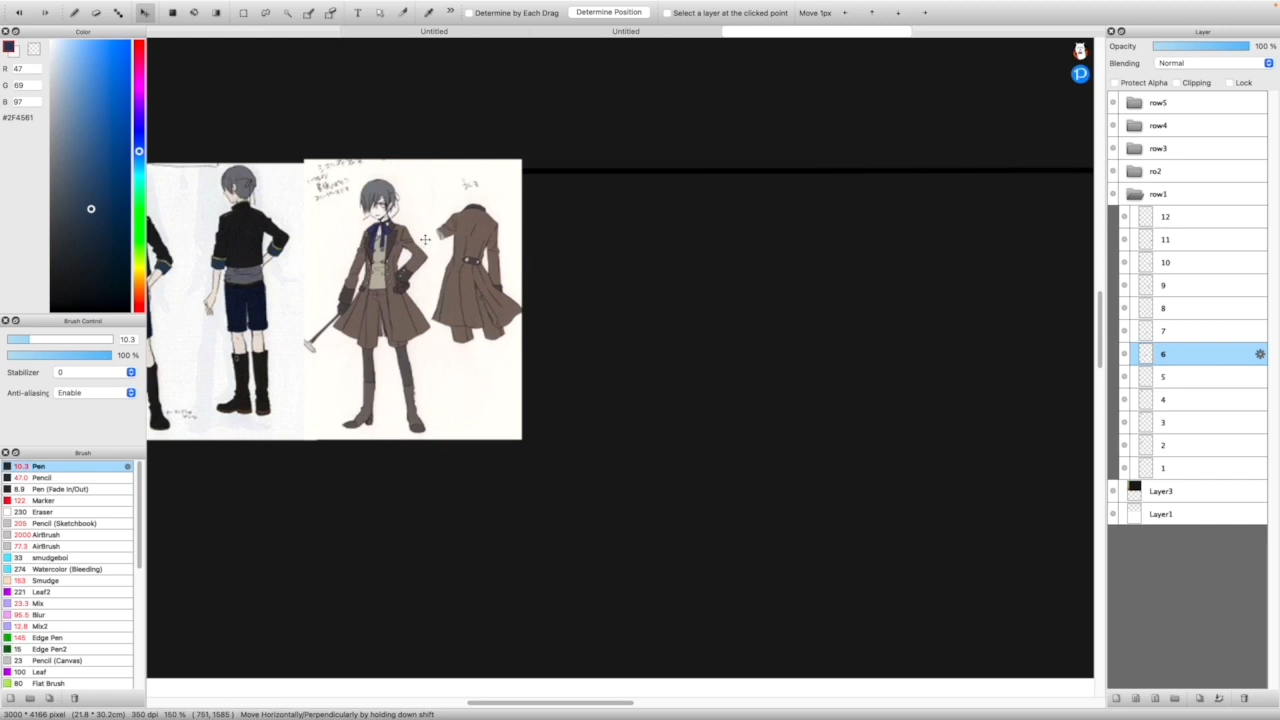 Determine by Each Drag
Determine Position
Select a layer at the clicked point
Move 1px
Color
Untitled
Untitled
Layer
R
47
G
69
B
97
#2F4561
Brush Control
10.3
100 %
Stabilizer
0
Anti-aliasing
Enable
Brush
10.3 Pen
47.0 Pencil
8.9 Pen (Fade In/Out)
122 Marker
230 Eraser
205 Pencil (Sketchbook)
2000 AirBrush
77.3 AirBrush
33 smudgeboi
274 Watercolor (Bleeding)
153 Smudge
221 Leaf2
23.3 Mix
95.5 Blur
12.8 Mix2
145 Edge Pen
15 Edge Pen2
23 Pencil (Canvas)
100 Leaf
80 Flat Brush
Opacity
100 %
Blending
Normal
Protect Alpha
Clipping
Lock
row5
row4
row3
ro2
row1
12
11
10
9
8
7
6
5
4
3
2
1
Layer3
Layer1
3000 * 4166 pixel (21.8 * 30.2cm) 350 dpi 150 % ( 751, 1585) Move Horizontally/Perpendicularly by holding down shift